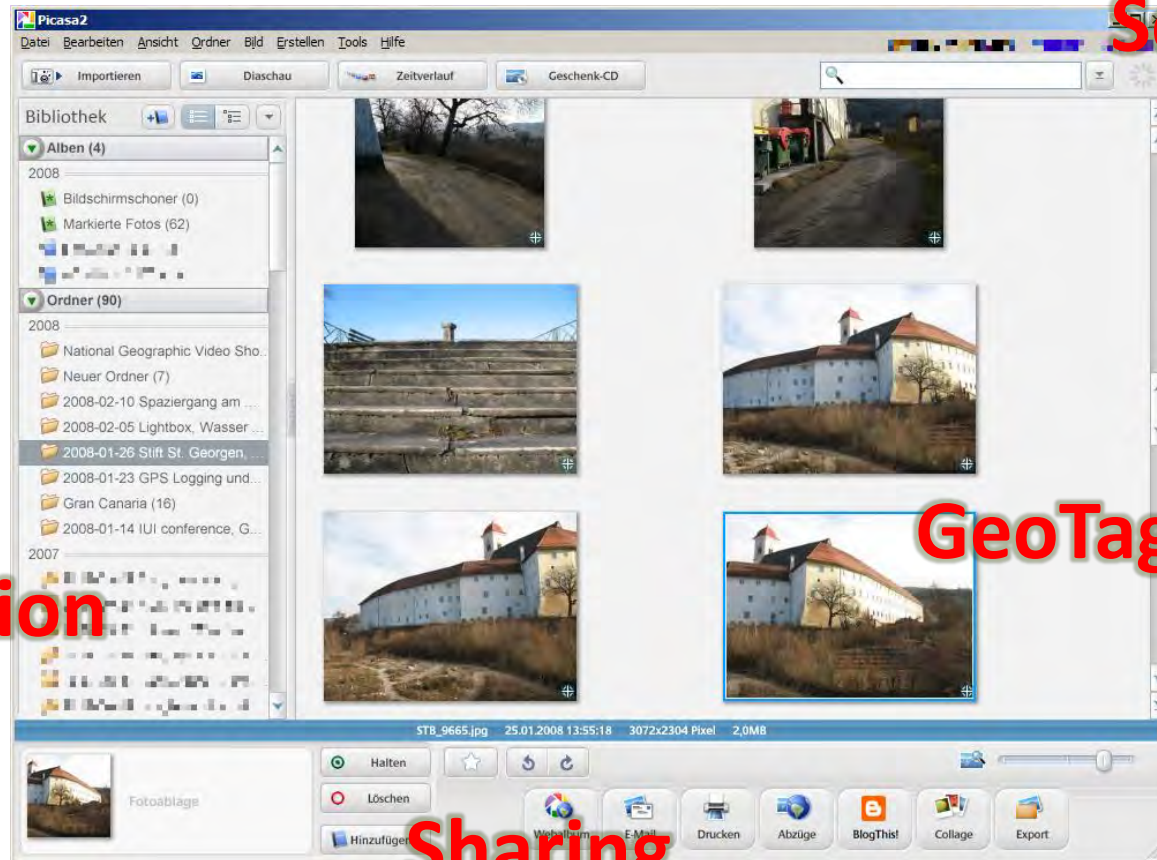 Picasa2
Datei Bearbeiten Ansicht Ordner Bild Erstellen Tools Hilfe
Importieren Diaschau Zeitverlauf Geschenk-CD
Bibliothek
Alben (4)
2008
Bildschirmschoner (0)
Markierte Fotos (62)
Ordner (90)
2008
National Geographic Video Sho..
Neuer Ordner (7)
2008-02-10 Spaziergang am ...
2008-02-05 Lightbox, Wasser ...
2008-01-26 Stift St. Georgen, ...
2008-01-23 GPS Logging und...
Gran Canaria (16)
2008-01-14 IUI conference, G...
2007
GeoTag
ion
STB_9665.jpg 25.01.2008 13:55:18 3072x2304 Pixel 2,0MB
Fotoablage
Halten
Löschen
Hinzufügen
Sharing
Webalbum E-Mail Drucken Abzüge BlogThis! Collage Export